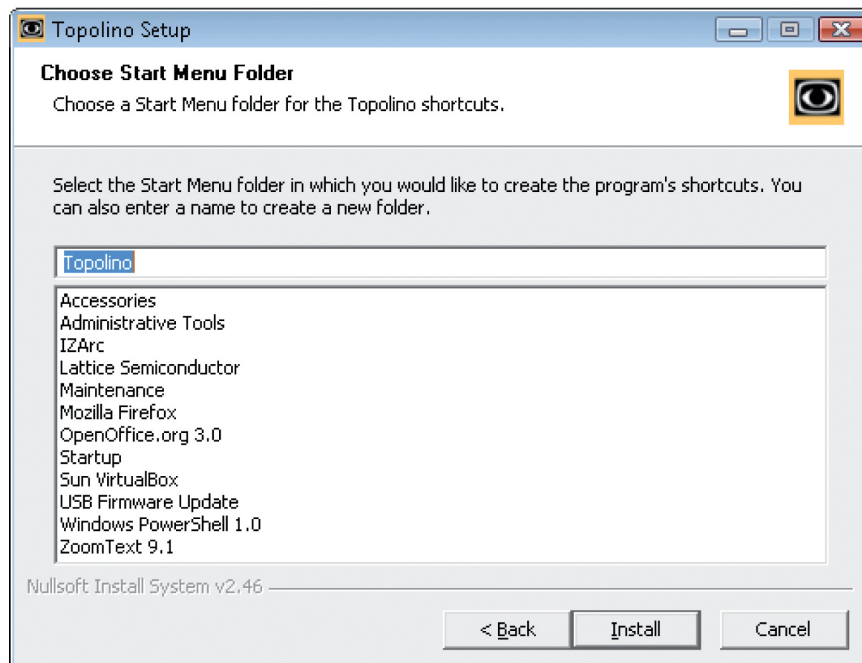 Topolino Setup
Choose Start Menu Folder
Choose a Start Menu folder for the Topolino shortcuts.
Select the Start Menu folder in which you would like to create the program's shortcuts. You
can also enter a name to create a new folder.
Topolino
Accessories
Administrative Tools
IZArc
Lattice Semiconductor
Maintenance
Mozilla Firefox
OpenOffice.org 3.0
Startup
Sun VirtualBox
USB Firmware Update
Windows PowerShell 1.0
ZoomText 9.1
Nullsoft Install System v2.46
< Back Install Cancel